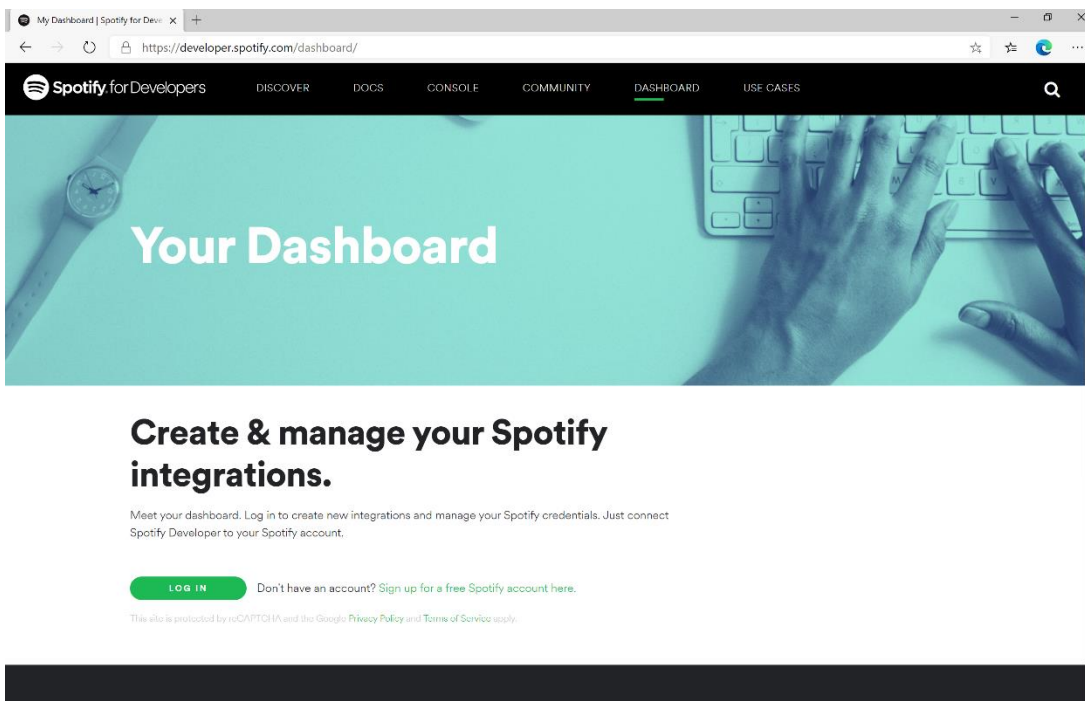 My Dashboard | Spotify for Deve
https://developer.spotify.com/dashboard/
Spotify for Developers DISCOVER DOCS CONSOLE COMMUNITY DASHBOARD USE CASES
Your Dashboard
Create & manage your Spotify
integrations.
Meet your dashboard. Log in to create new integrations and manage your Spotify credentials. Just connect
Spotify Developer to your Spotify account.
LOG IN Don't have an account? Sign up for a free Spotify account here.
This site is protected by reCAPTCHA and the Google Privacy Policy and Terms of Service apply.